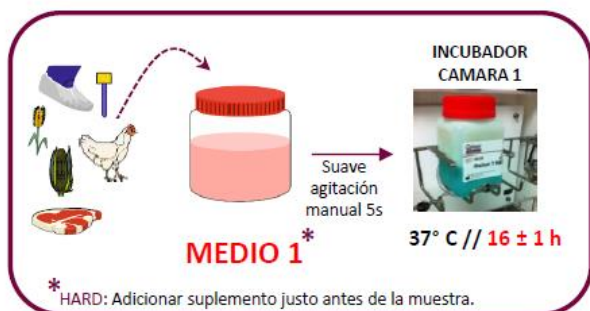 INCUBADOR
CAMARA 1
Suave
agitación
manual 5s
MEDIO 1*
37° C // 16 ± 1 h
*HARD: Adicionar suplemento justo antes de la muestra.